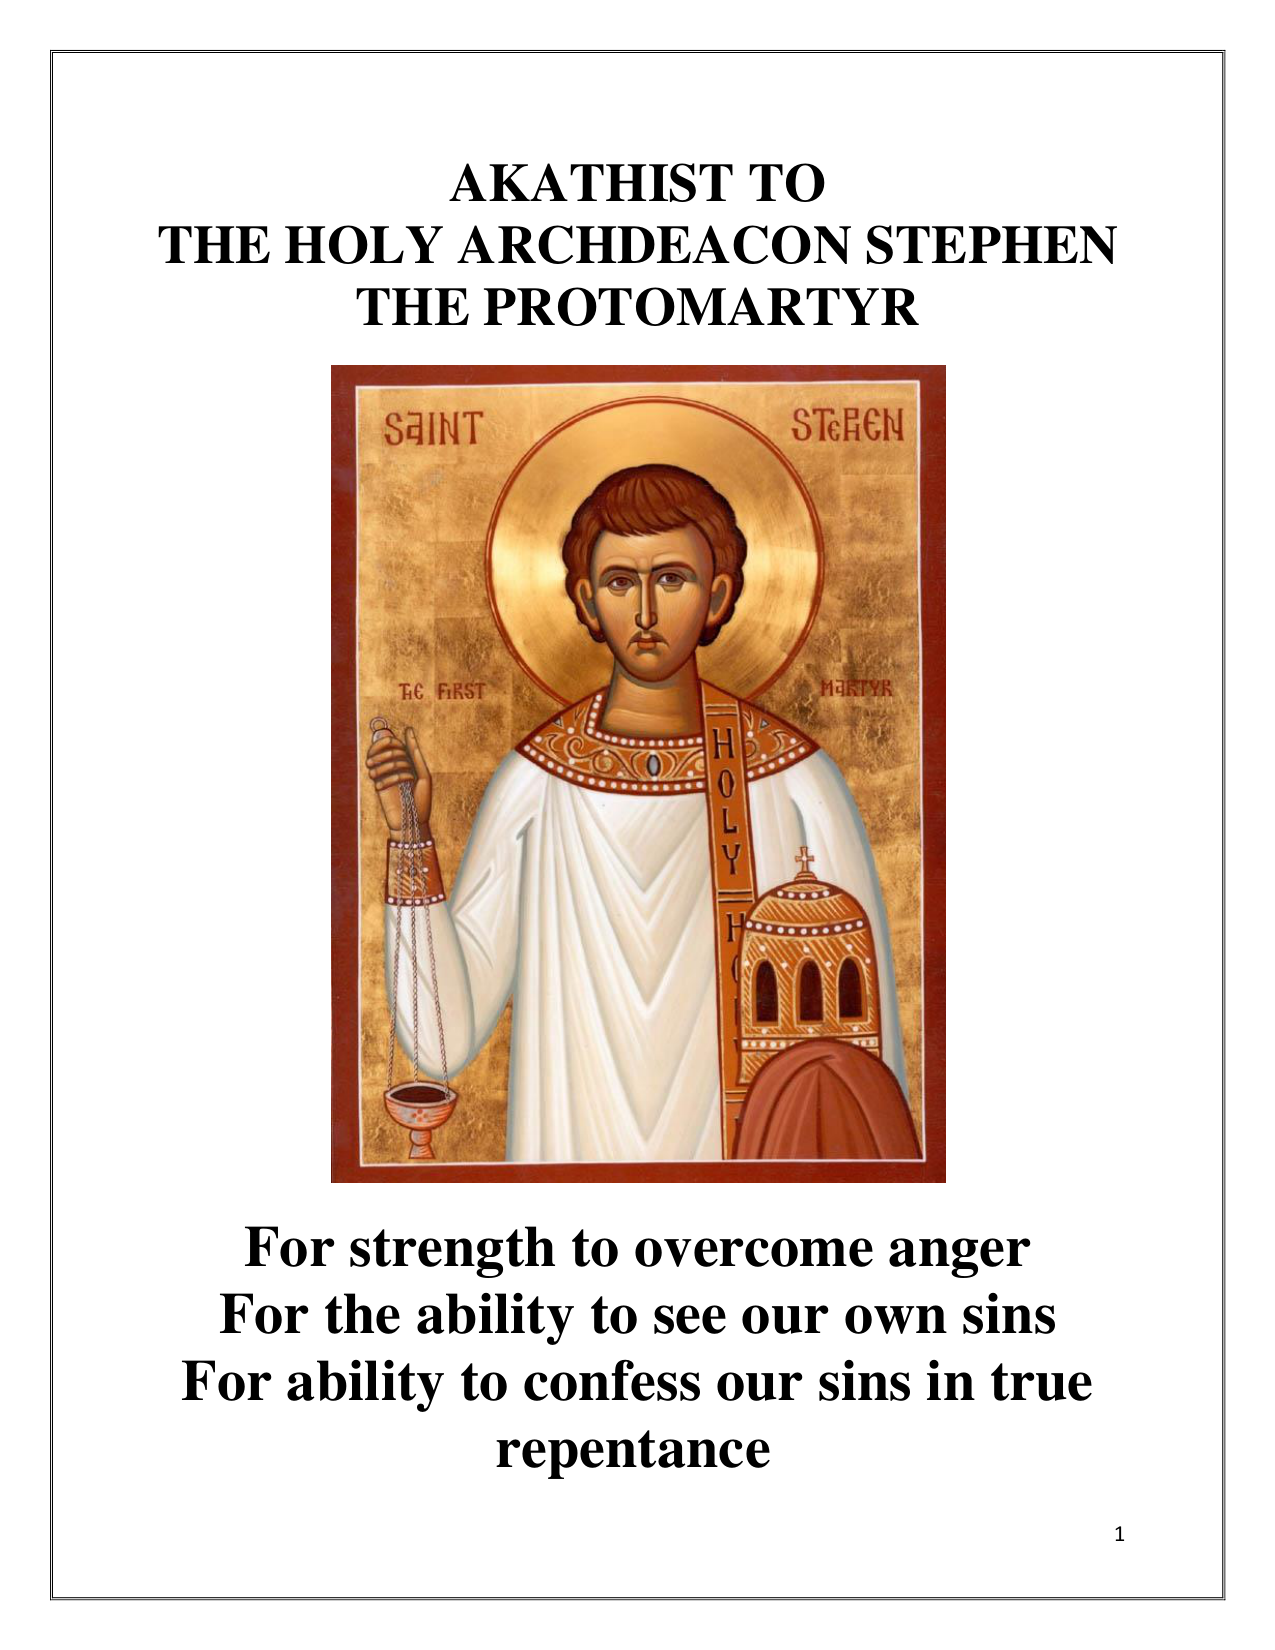 AKATHIST TO
THE HOLY ARCHDEACON STEPHEN
THE PROTOMARTYR
SAINT STEPHEN
THE FIRST MARTYR
HOLY
For strength to overcome anger
For the ability to see our own sins
For ability to confess our sins in true
repentance
1